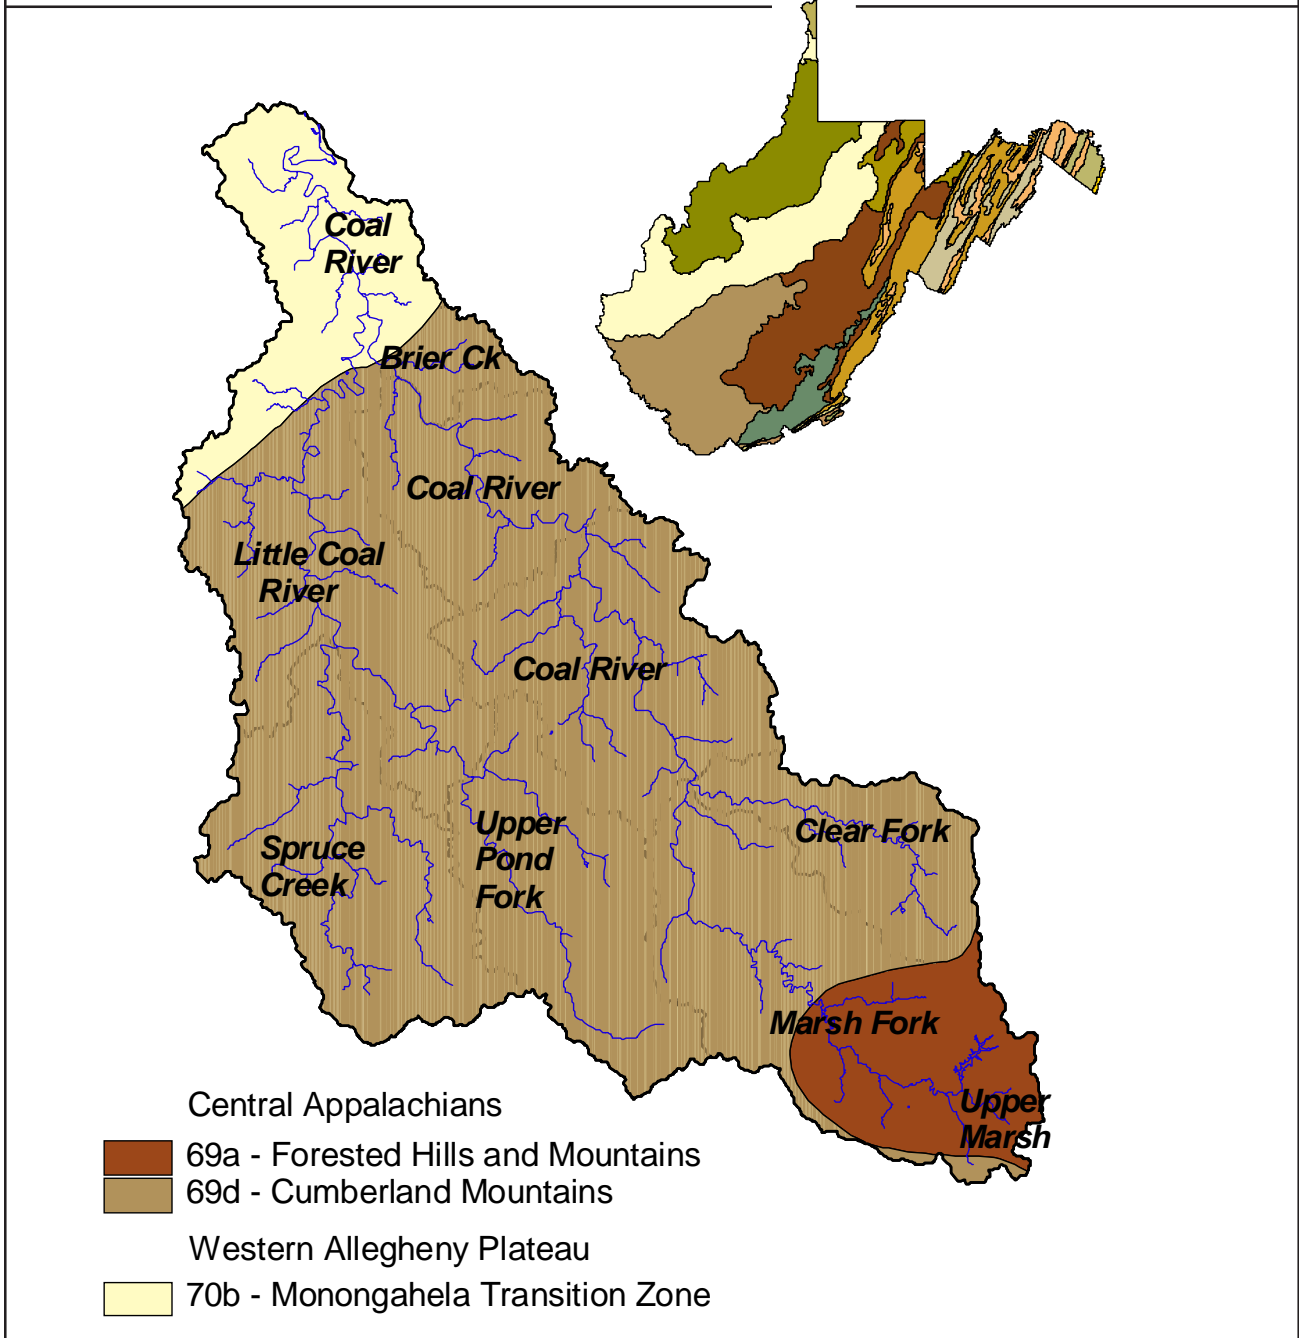 Coal
River
Brier Ck
Coal River
Little Coal
River
Coal River
Clear Fork
Upper
Pond
Fork
Spruce
Creek
Marsh Fork
Upper
Marsh
Central Appalachians
69a - Forested Hills and Mountains
69d - Cumberland Mountains
Western Allegheny Plateau
70b - Monongahela Transition Zone